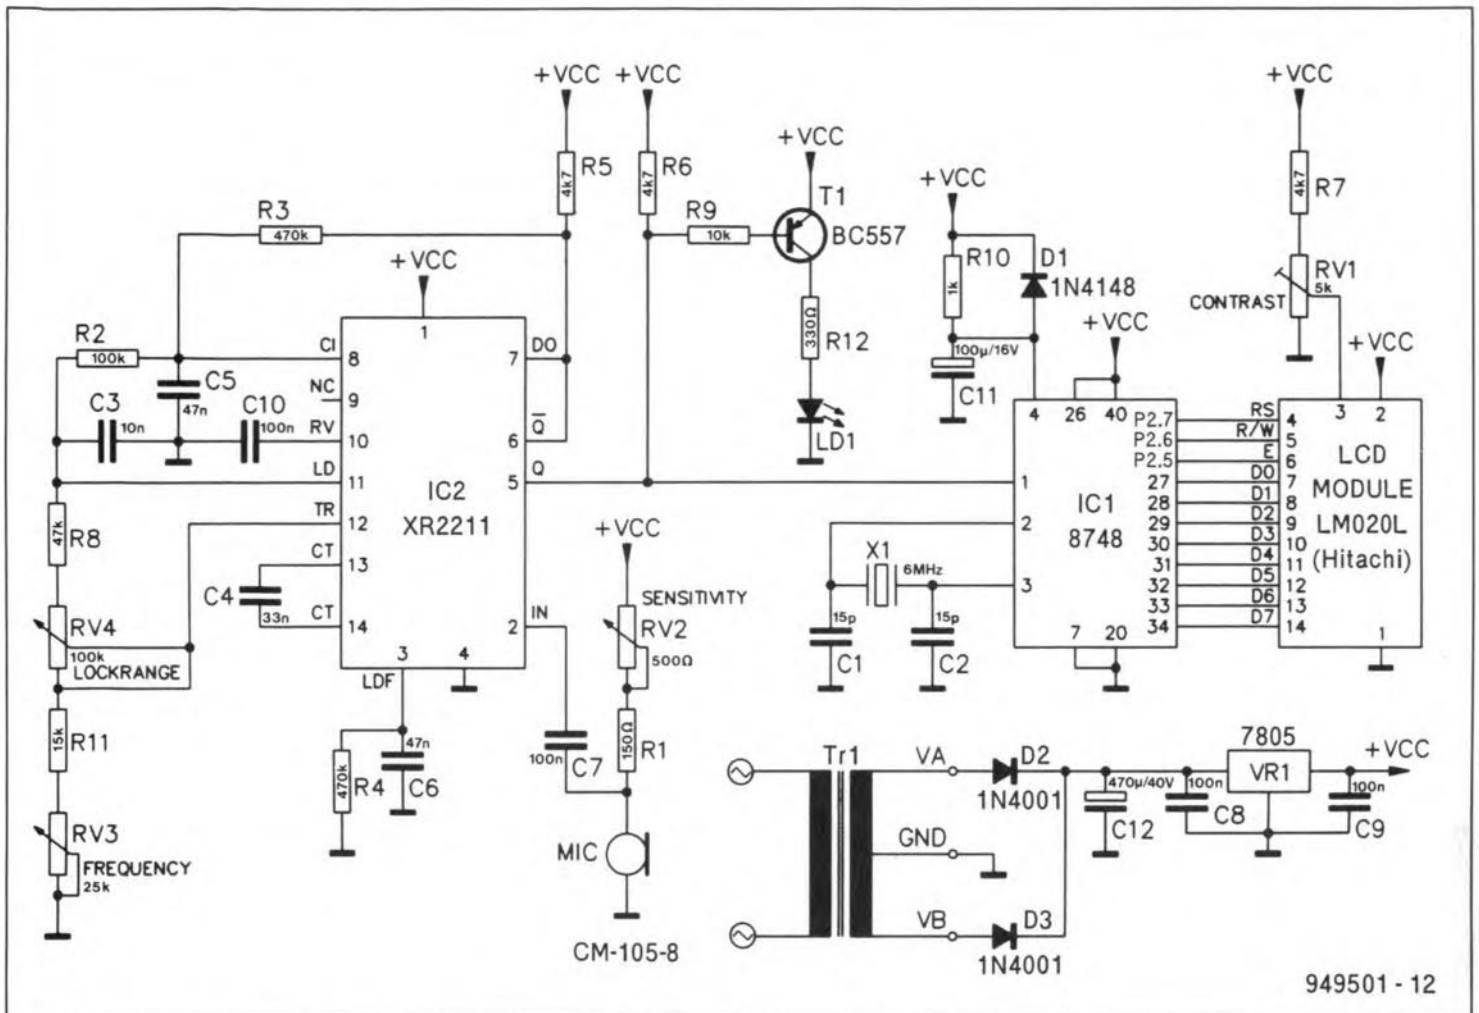 +VCC
+VCC
+VCC
+VCC
R5
4k7
R6
4k7
R3
470k
R9
10k
T1
BC557
+VCC
R10
1k
D1
1N4148
R7
4k7
RV1
5k
CONTRAST
+VCC
R2
100k
C5
47n
C3
10n
C10
100n
CI
8
NC
9
RV
10
LD
11
TR
12
CT
13
CT
14
1
7
DO
6
Q
5
Q
2
IN
3
4
LDF
IC2
XR2211
330Ω
R12
LD1
100µ/16V
C11
+VCC
+VCC
4
26
40
3
2
P2.7
RS
4
P2.6
R/W
5
P2.5
E
6
27
D0
7
28
D1
8
29
D2
9
30
D3
10
31
D4
11
32
D5
12
33
D6
13
34
D7
14
1
2
3
7
20
1
IC1
8748
LCD
MODULE
LM020L
(Hitachi)
X1
6MHz
15p
C1
15p
C2
47k
R8
C4
33n
RV4
100k
LOCKRANGE
15k
R11
RV3
FREQUENCY
25k
470k
R4
47n
C6
100n
C7
+VCC
SENSITIVITY
RV2
500Ω
150Ω
R1
MIC
CM-105-8
Tr1
VA
D2
1N4001
GND
VB
D3
1N4001
470µ/40V
C12
100n
C8
7805
VR1
100n
C9
+VCC
949501 - 12